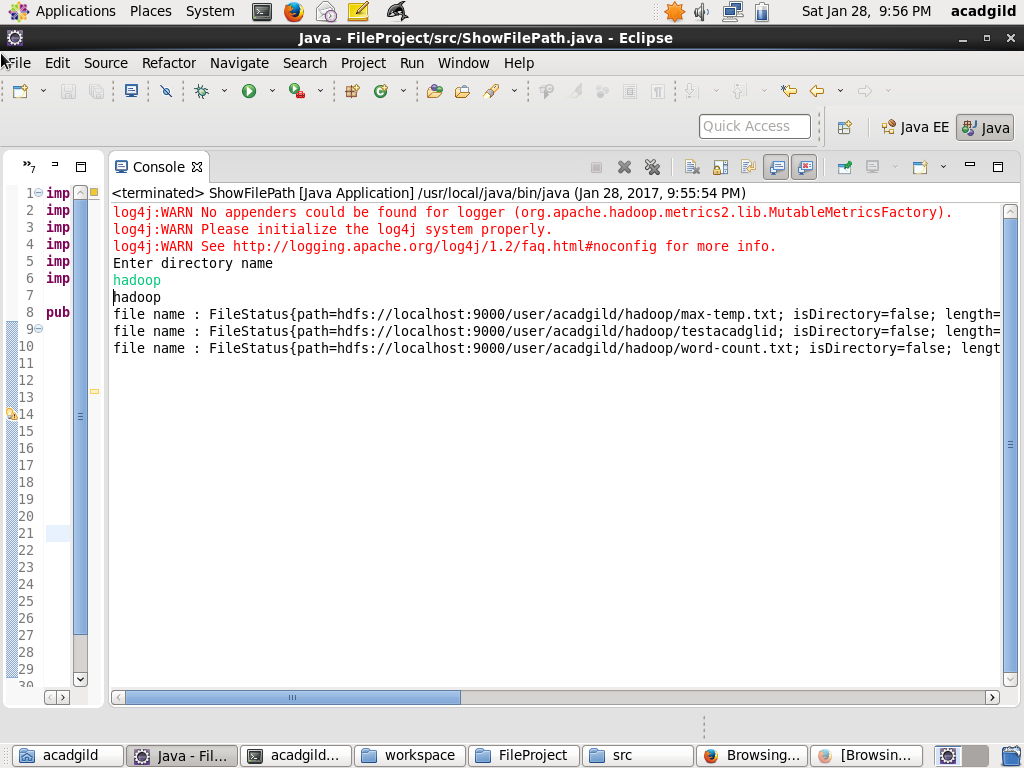 Applications Places System Sat Jan 28, 9:56 PM acadgild
Java - FileProject/src/ShowFilePath.java - Eclipse
File Edit Source Refactor Navigate Search Project Run Window Help
Quick Access Java EE Java
»7 Console
<terminated> ShowFilePath [Java Application] /usr/local/java/bin/java (Jan 28, 2017, 9:55:54 PM)
1 imp
2 imp
3 imp
4 imp
5 imp
6 imp
7
8 pub
9
10
11
12
13
14
15
16
17
18
19
20
21
22
23
24
25
26
27
28
29
30
log4j:WARN No appenders could be found for logger (org.apache.hadoop.metrics2.lib.MutableMetricsFactory).
log4j:WARN Please initialize the log4j system properly.
log4j:WARN See http://logging.apache.org/log4j/1.2/faq.html#noconfig for more info.
Enter directory name
hadoop
hadoop
file name : FileStatus{path=hdfs://localhost:9000/user/acadgild/hadoop/max-temp.txt; isDirectory=false; length=
file name : FileStatus{path=hdfs://localhost:9000/user/acadgild/hadoop/testacadglid; isDirectory=false; length=
file name : FileStatus{path=hdfs://localhost:9000/user/acadgild/hadoop/word-count.txt; isDirectory=false; lengt
acadgild Java - Fil... acadgild... workspace FileProject src Browsing... [Browsin...